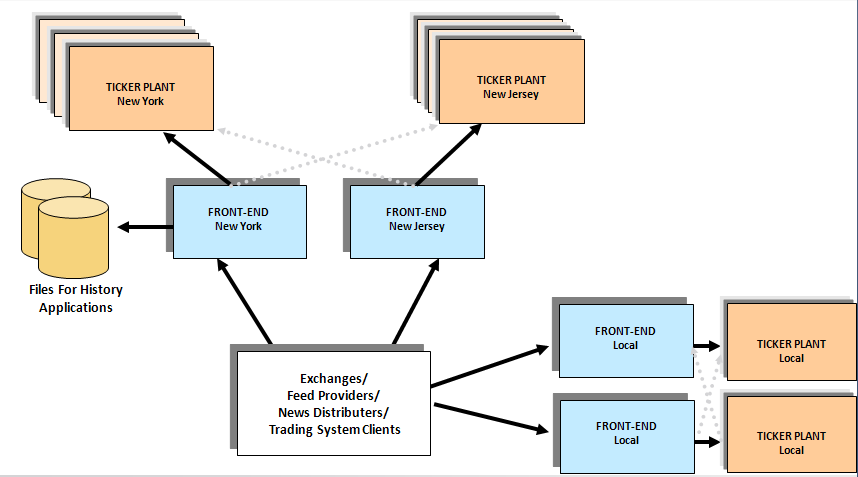 TICKER PLANT
New York
TICKER PLANT
New Jersey
FRONT-END
New York
FRONT-END
New Jersey
Files For History
Applications
Exchanges/
Feed Providers/
News Distributers/
Trading System Clients
FRONT-END
Local
TICKER PLANT
Local
FRONT-END
Local
TICKER PLANT
Local